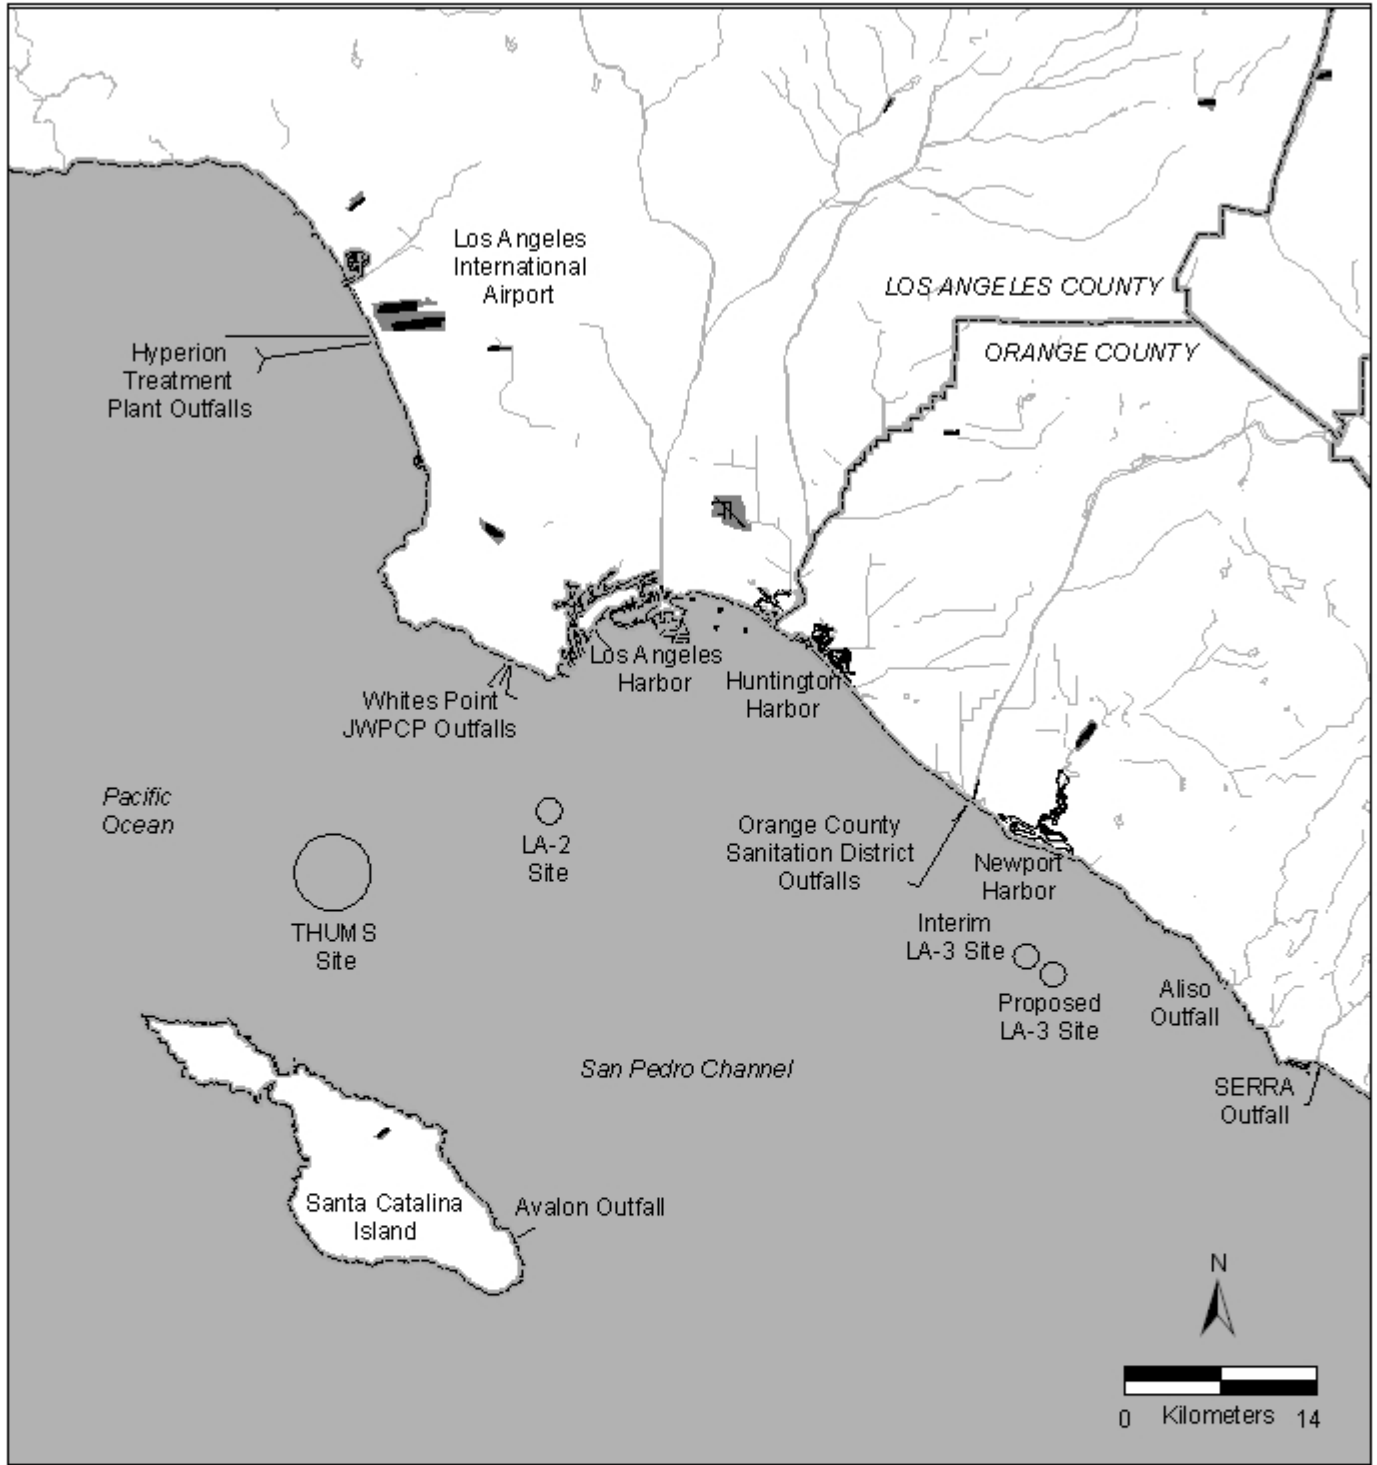 Los Angeles
International
Airport
LOS ANGELES COUNTY
ORANGE COUNTY
Hyperion
Treatment
Plant Outfalls
Los Angeles
Harbor
Huntington
Harbor
Whites Point
JWPCP Outfalls
Pacific
Ocean
LA-2
Site
Orange County
Sanitation District
Outfalls
Newport
Harbor
THUMS
Site
Interim
LA-3 Site
Proposed
LA-3 Site
Aliso
Outfall
San Pedro Channel
SERRA
Outfall
Santa Catalina
Island
Avalon Outfall
N
0 Kilometers 14